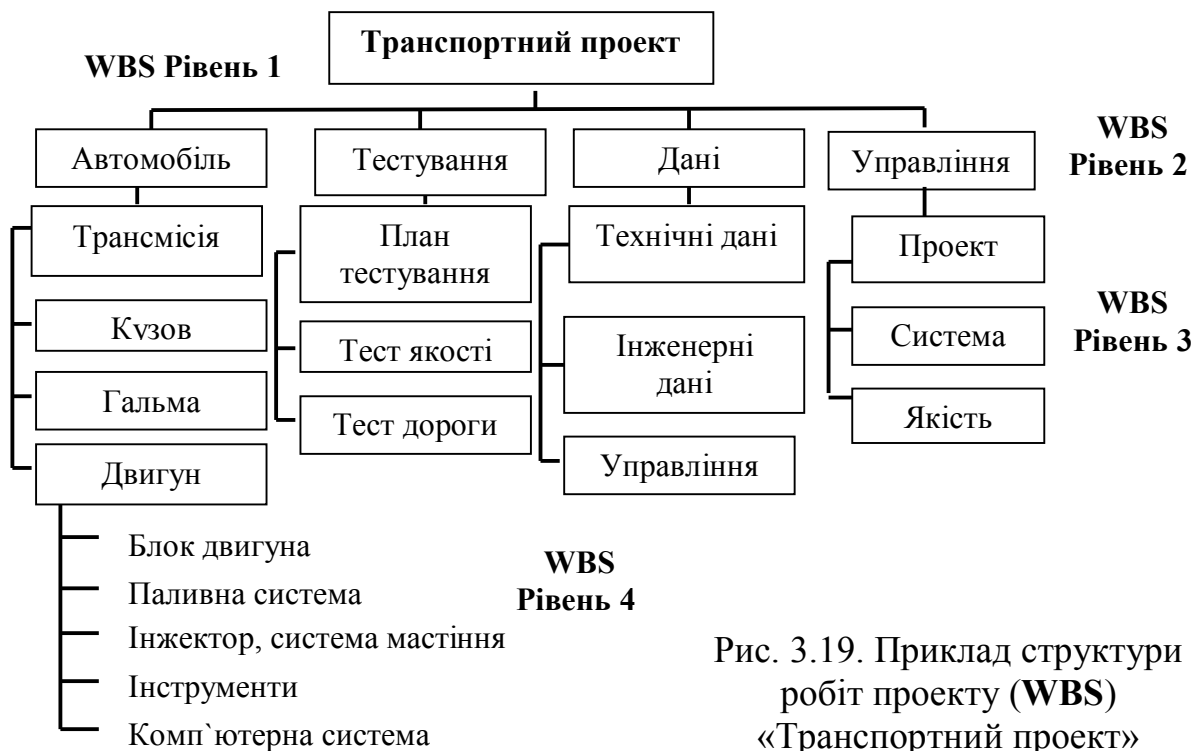 Транспортний проект
WBS Рівень 1
Автомобіль
Тестування
Дані
Управління
WBS
Рівень 2
Трансмісія
План
тестування
Технічні дані
Проект
Кузов
Тест якості
Інженерні
дані
Система
WBS
Рівень 3
Гальма
Тест дороги
Якість
Двигун
Управління
Блок двигуна
Паливна система
Інжектор, система мастіння
Інструменти
Комп`ютерна система
WBS
Рівень 4
Рис. 3.19. Приклад структури
робіт проекту (WBS)
«Транспортний проект»